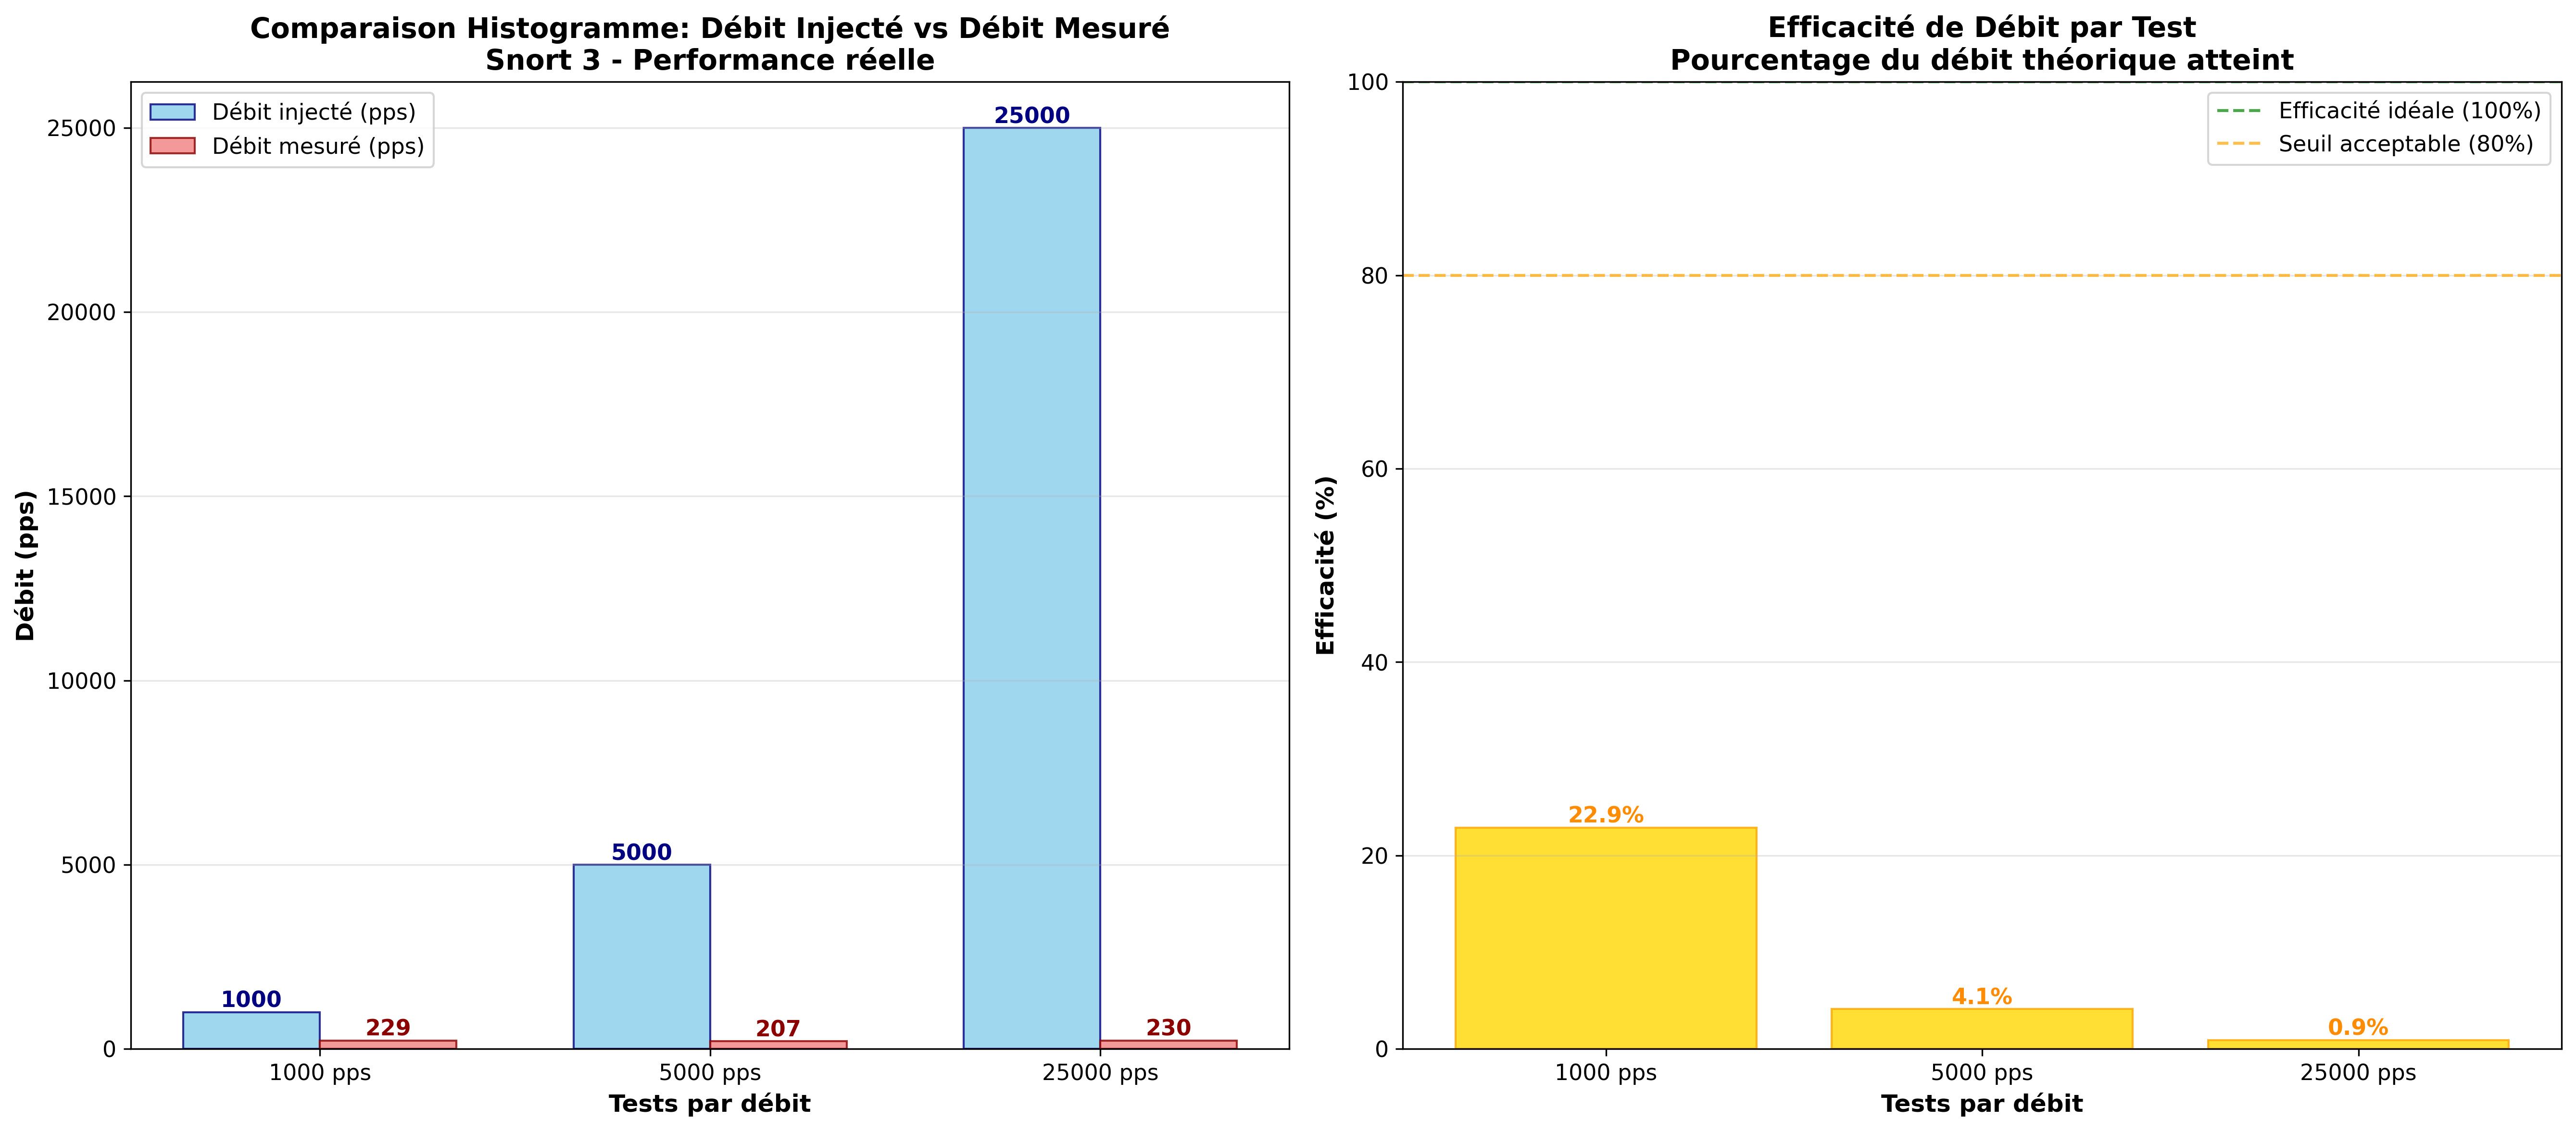 Comparaison Histogramme: Débit Injecté vs Débit Mesuré
Snort 3 - Performance réelle
Débit injecté (pps)
Débit mesuré (pps)
Débit (pps)
25000
20000
15000
10000
5000
0
1000
229
5000
207
25000
230
1000 pps
5000 pps
25000 pps
Tests par débit
Efficacité de Débit par Test
Pourcentage du débit théorique atteint
Efficacité idéale (100%)
Seuil acceptable (80%)
Efficacité (%)
100
80
60
40
20
0
22.9%
4.1%
0.9%
1000 pps
5000 pps
25000 pps
Tests par débit